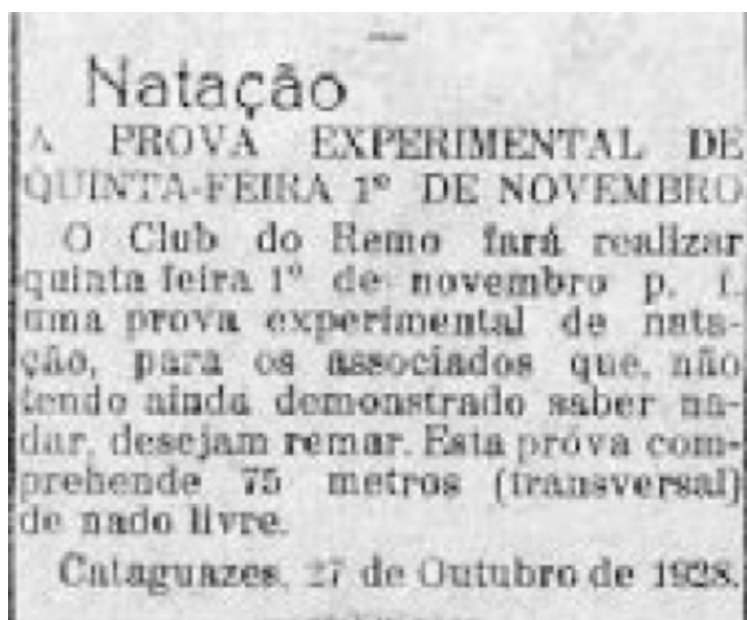 Natação
A PROVA EXPERIMENTAL DE
QUINTA-FEIRA 1º DE NOVEMBRO
O Club do Remo fará realizar
quinta feira 1º de novembro p. f.
uma prova experimental de nata-
ção, para os associados que, não
tendo ainda demonstrado saber na-
dar, desejam remar. Esta próva com-
prehende 75 metros (transversal)
de nado livre.
Cataguazes, 27 de Outubro de 1928.